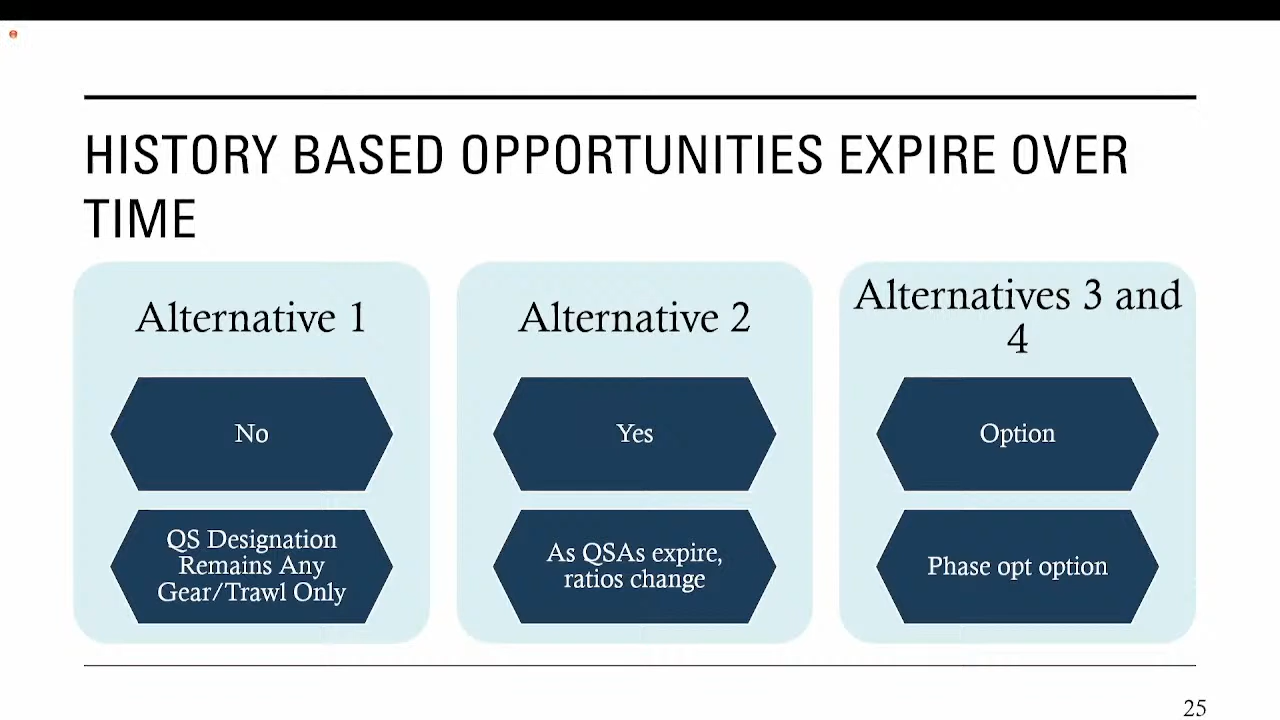 HISTORY BASED OPPORTUNITIES EXPIRE OVER
TIME
Alternative 1
No
QS Designation
Remains Any
Gear/Trawl Only
Alternative 2
Yes
As QSAs expire,
ratios change
Alternatives 3 and
4
Option
Phase opt option
25